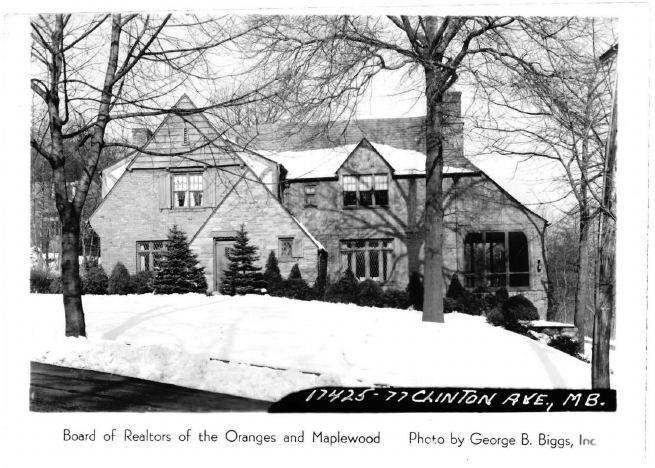 17425-77 CLINTON AVE., MB.
Board of Realtors of the Oranges and Maplewood Photo by George B. Biggs, Inc.